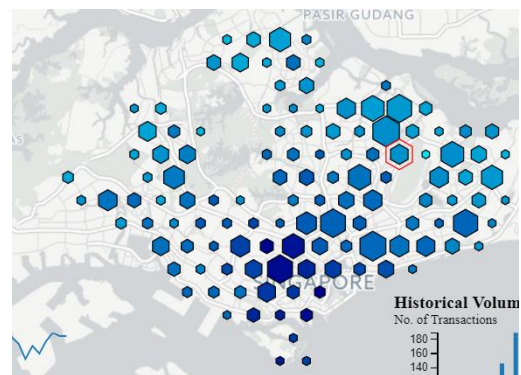 PASIR GUDANG
SINGAPORE
Historical Volum
No. of Transactions
180
160
140